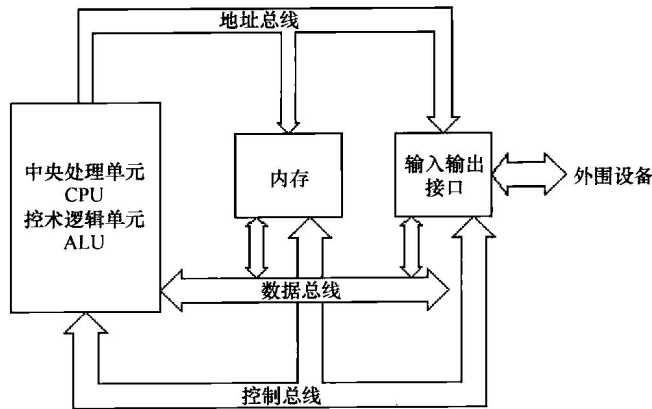 地址总线
中央处理单元
CPU
控术逻辑单元
ALU
内存
输入输出
接口
外围设备
数据总线
控制总线